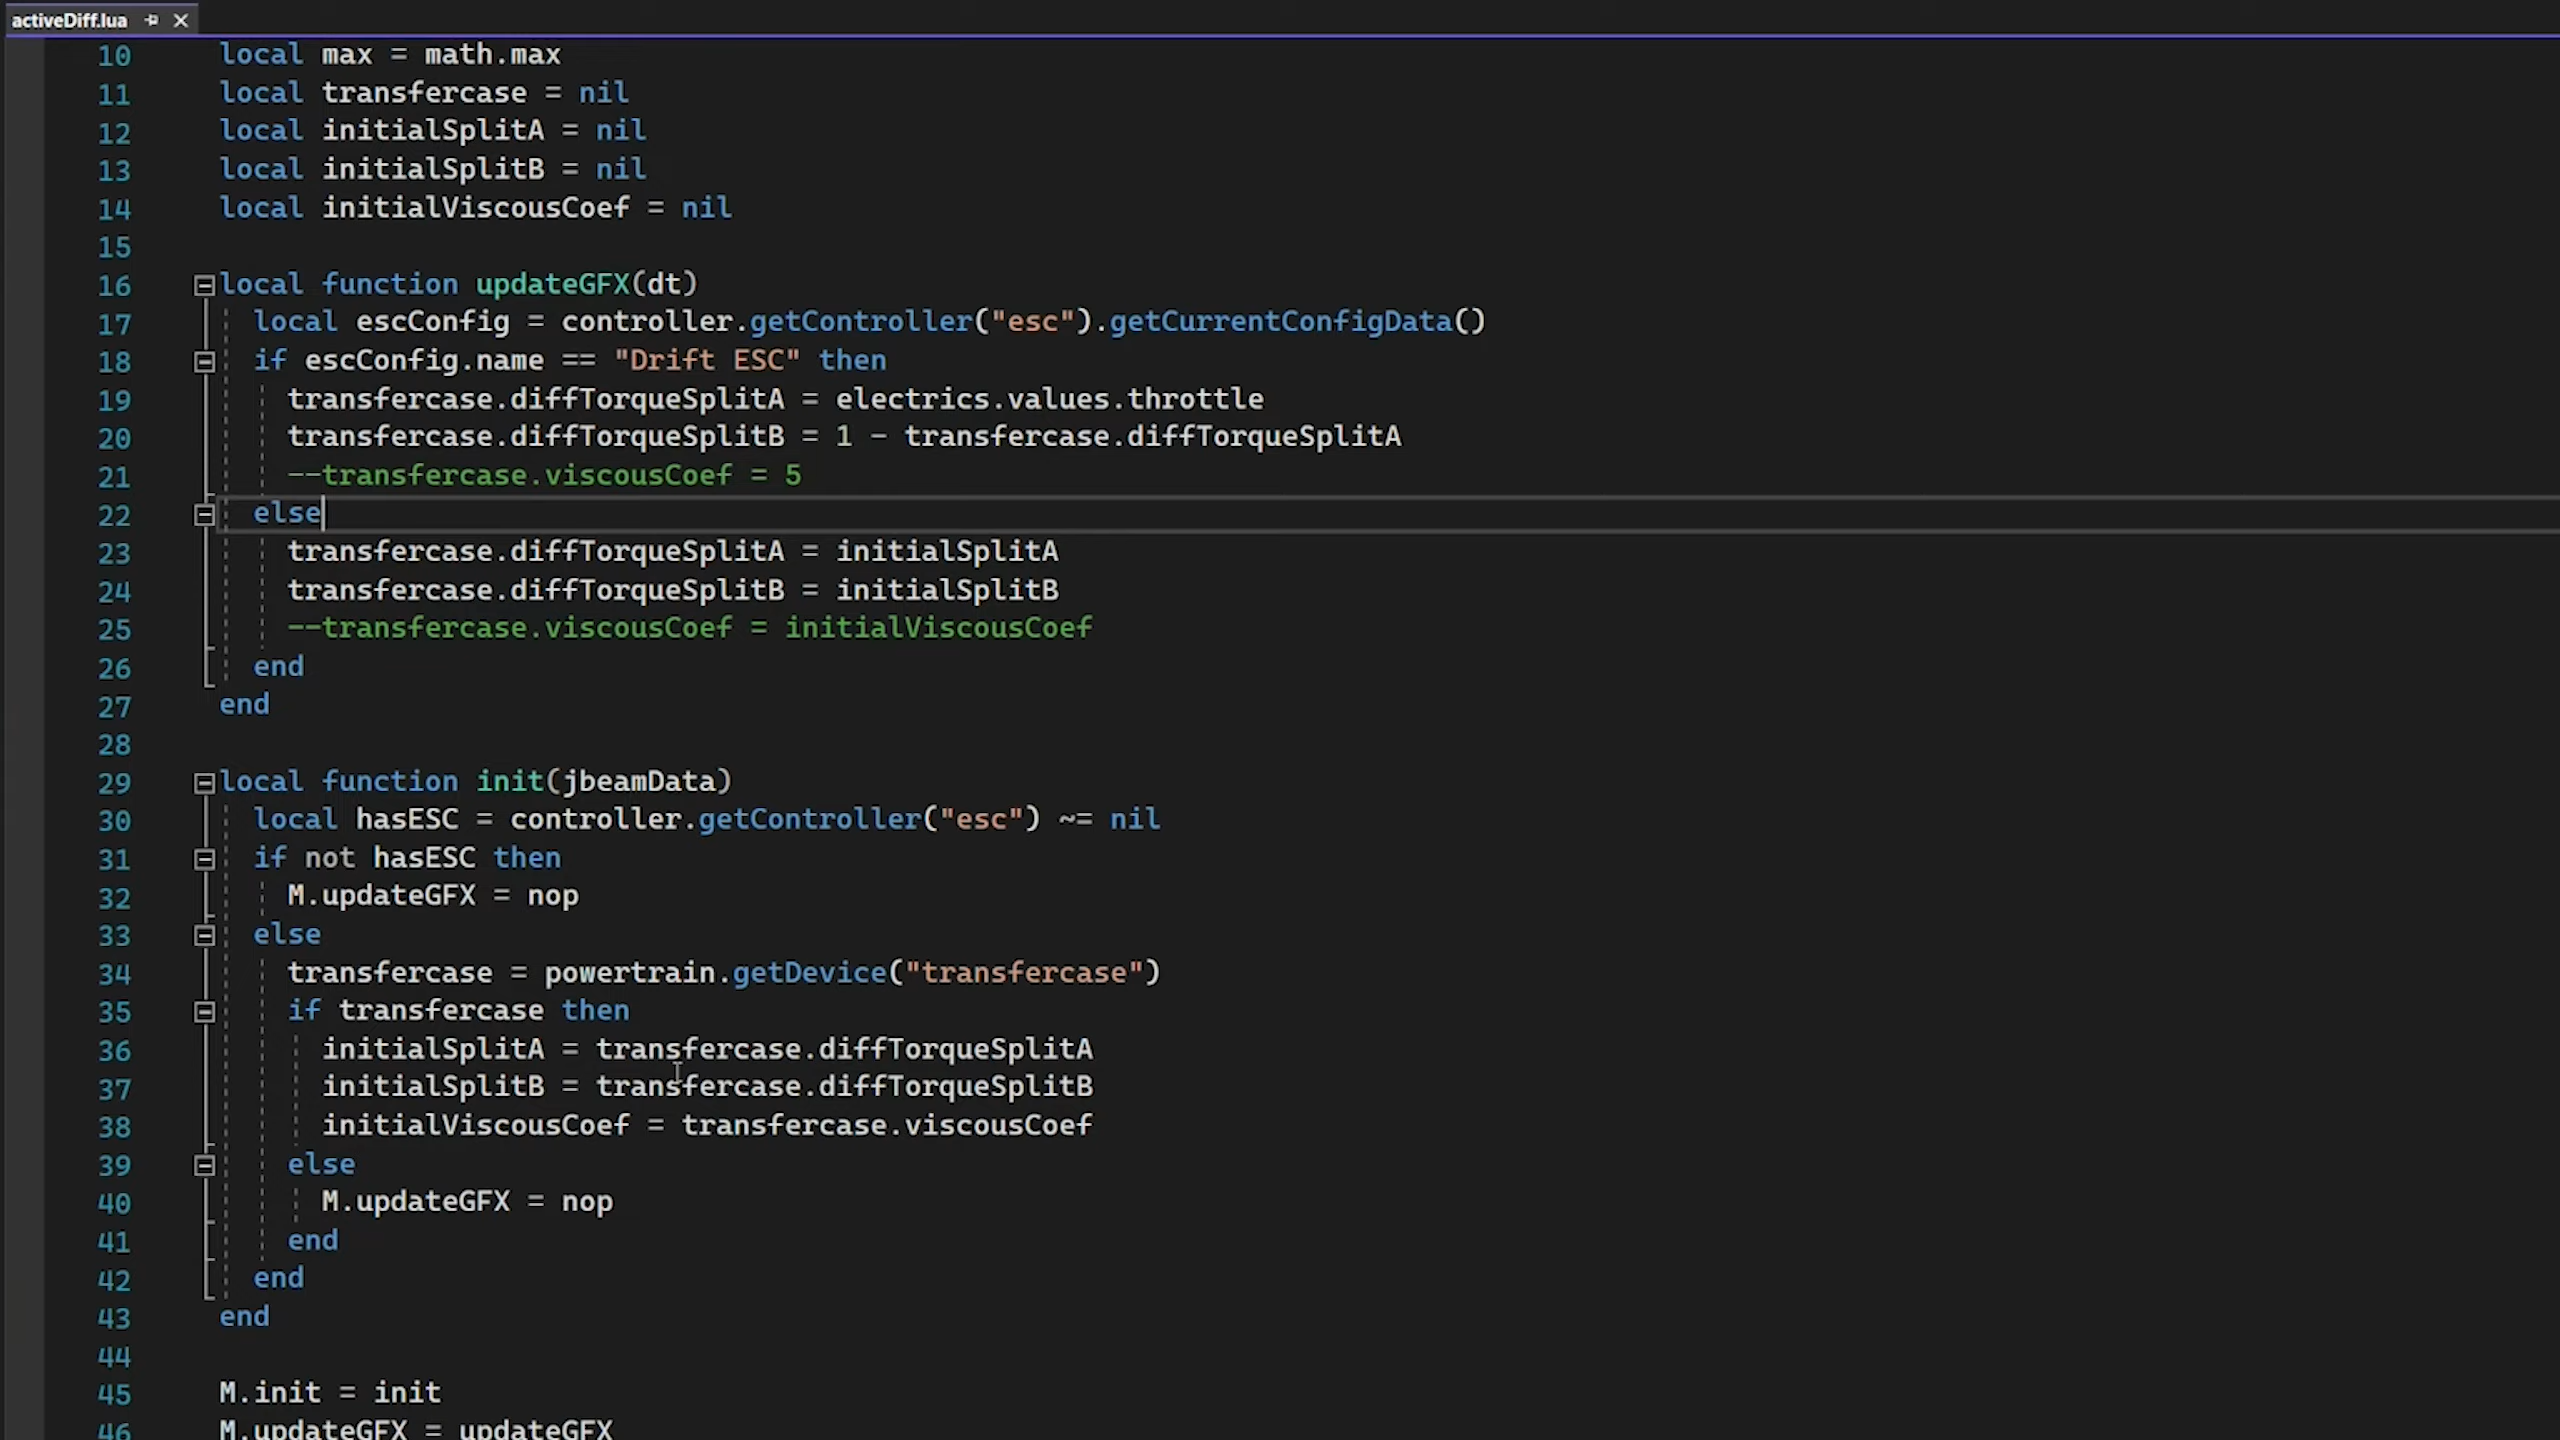 activeDiff.lua
10 local max = math.max
11 local transfercase = nil
12 local initialSplitA = nil
13 local initialSplitB = nil
14 local initialViscousCoef = nil
15
16 local function updateGFX(dt)
17 local escConfig = controller.getController("esc").getCurrentConfigData()
18 if escConfig.name == "Drift ESC" then
19 transfercase.diffTorqueSplitA = electrics.values.throttle
20 transfercase.diffTorqueSplitB = 1 - transfercase.diffTorqueSplitA
21 --transfercase.viscousCoef = 5
22 else
23 transfercase.diffTorqueSplitA = initialSplitA
24 transfercase.diffTorqueSplitB = initialSplitB
25 --transfercase.viscousCoef = initialViscousCoef
26 end
27 end
28
29 local function init(jbeamData)
30 local hasESC = controller.getController("esc") ~= nil
31 if not hasESC then
32 M.updateGFX = nop
33 else
34 transfercase = powertrain.getDevice("transfercase")
35 if transfercase then
36 initialSplitA = transfercase.diffTorqueSplitA
37 initialSplitB = transfercase.diffTorqueSplitB
38 initialViscousCoef = transfercase.viscousCoef
39 else
40 M.updateGFX = nop
41 end
42 end
43 end
44
45 M.init = init
46 M.updateGFX = updateGFX